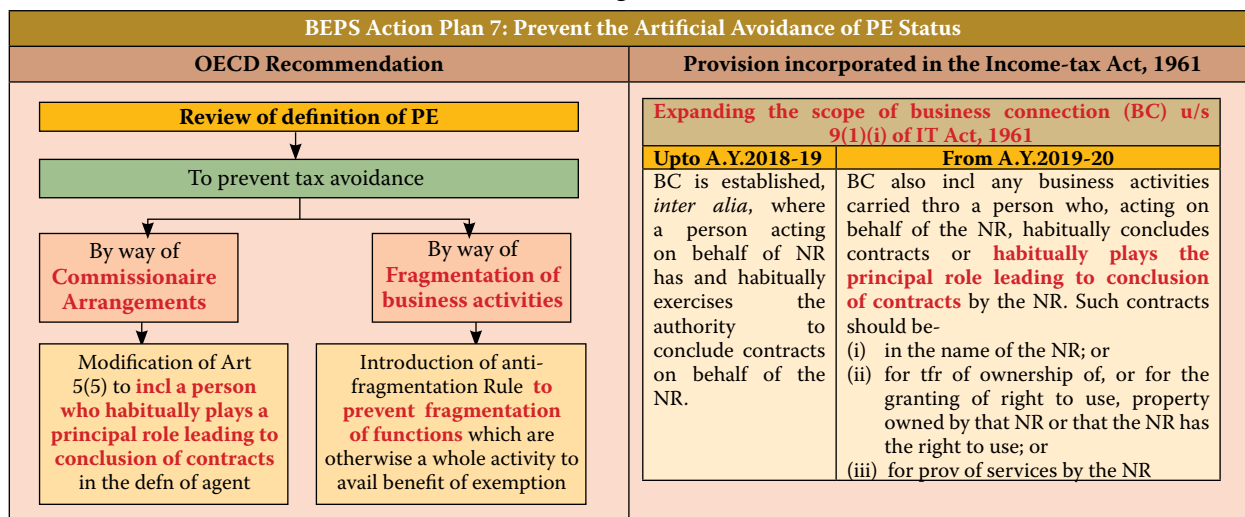 BEPS Action Plan 7: Prevent the Artificial Avoidance of PE Status
OECD Recommendation
Review of definition of PE
To prevent tax avoidance
By way of
Commissionaire
Arrangements
By way of
Fragmentation of
business activities
Modification of Art
5(5) to incl a person
who habitually plays a
principal role leading to
conclusion of contracts
in the defn of agent
Introduction of anti-
fragmentation Rule to
prevent fragmentation
of functions which are
otherwise a whole activity to
avail benefit of exemption
Provision incorporated in the Income-tax Act, 1961
Expanding the scope of business connection (BC) u/s
9(1)(i) of IT Act, 1961
Upto A.Y.2018-19
BC is established,
inter alia, where
a person acting
on behalf of NR
has and habitually
exercises the
authority to
conclude contracts
on behalf of the
NR.
From A.Y.2019-20
BC also incl any business activities
carried thro a person who, acting on
behalf of the NR, habitually concludes
contracts or habitually plays the
principal role leading to conclusion
of contracts by the NR. Such contracts
should be-
(i) in the name of the NR; or
(ii) for tfr of ownership of, or for the
granting of right to use, property
owned by that NR or that the NR has
the right to use; or
(iii) for prov of services by the NR